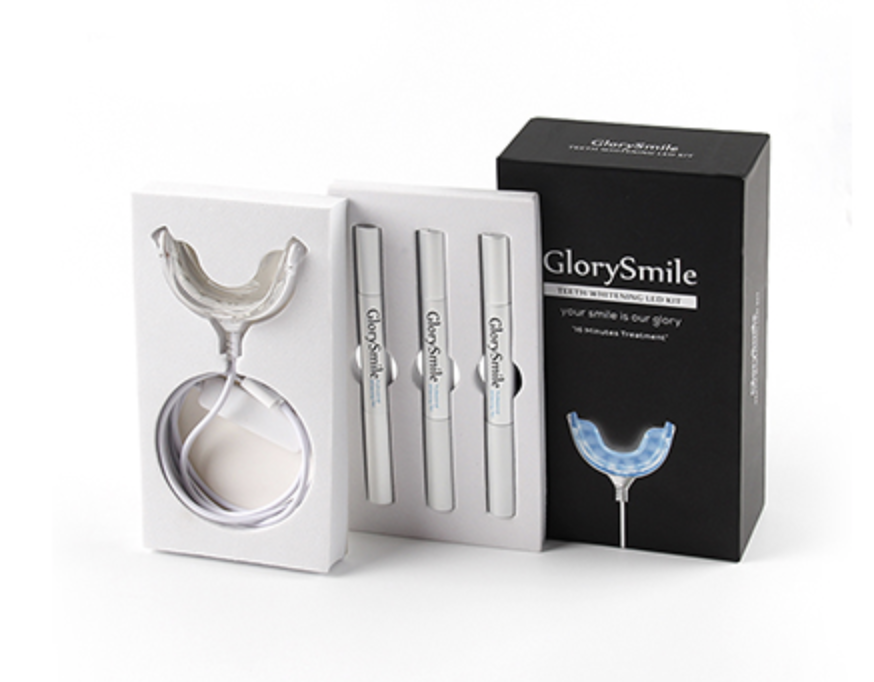 GlorySmile
GlorySmile
GlorySmile
GlorySmile
TEETH WHITENING LED KIT
GlorySmile
TEETH WHITENING LED KIT
your smile is our glory
"16 Minutes Treatment"